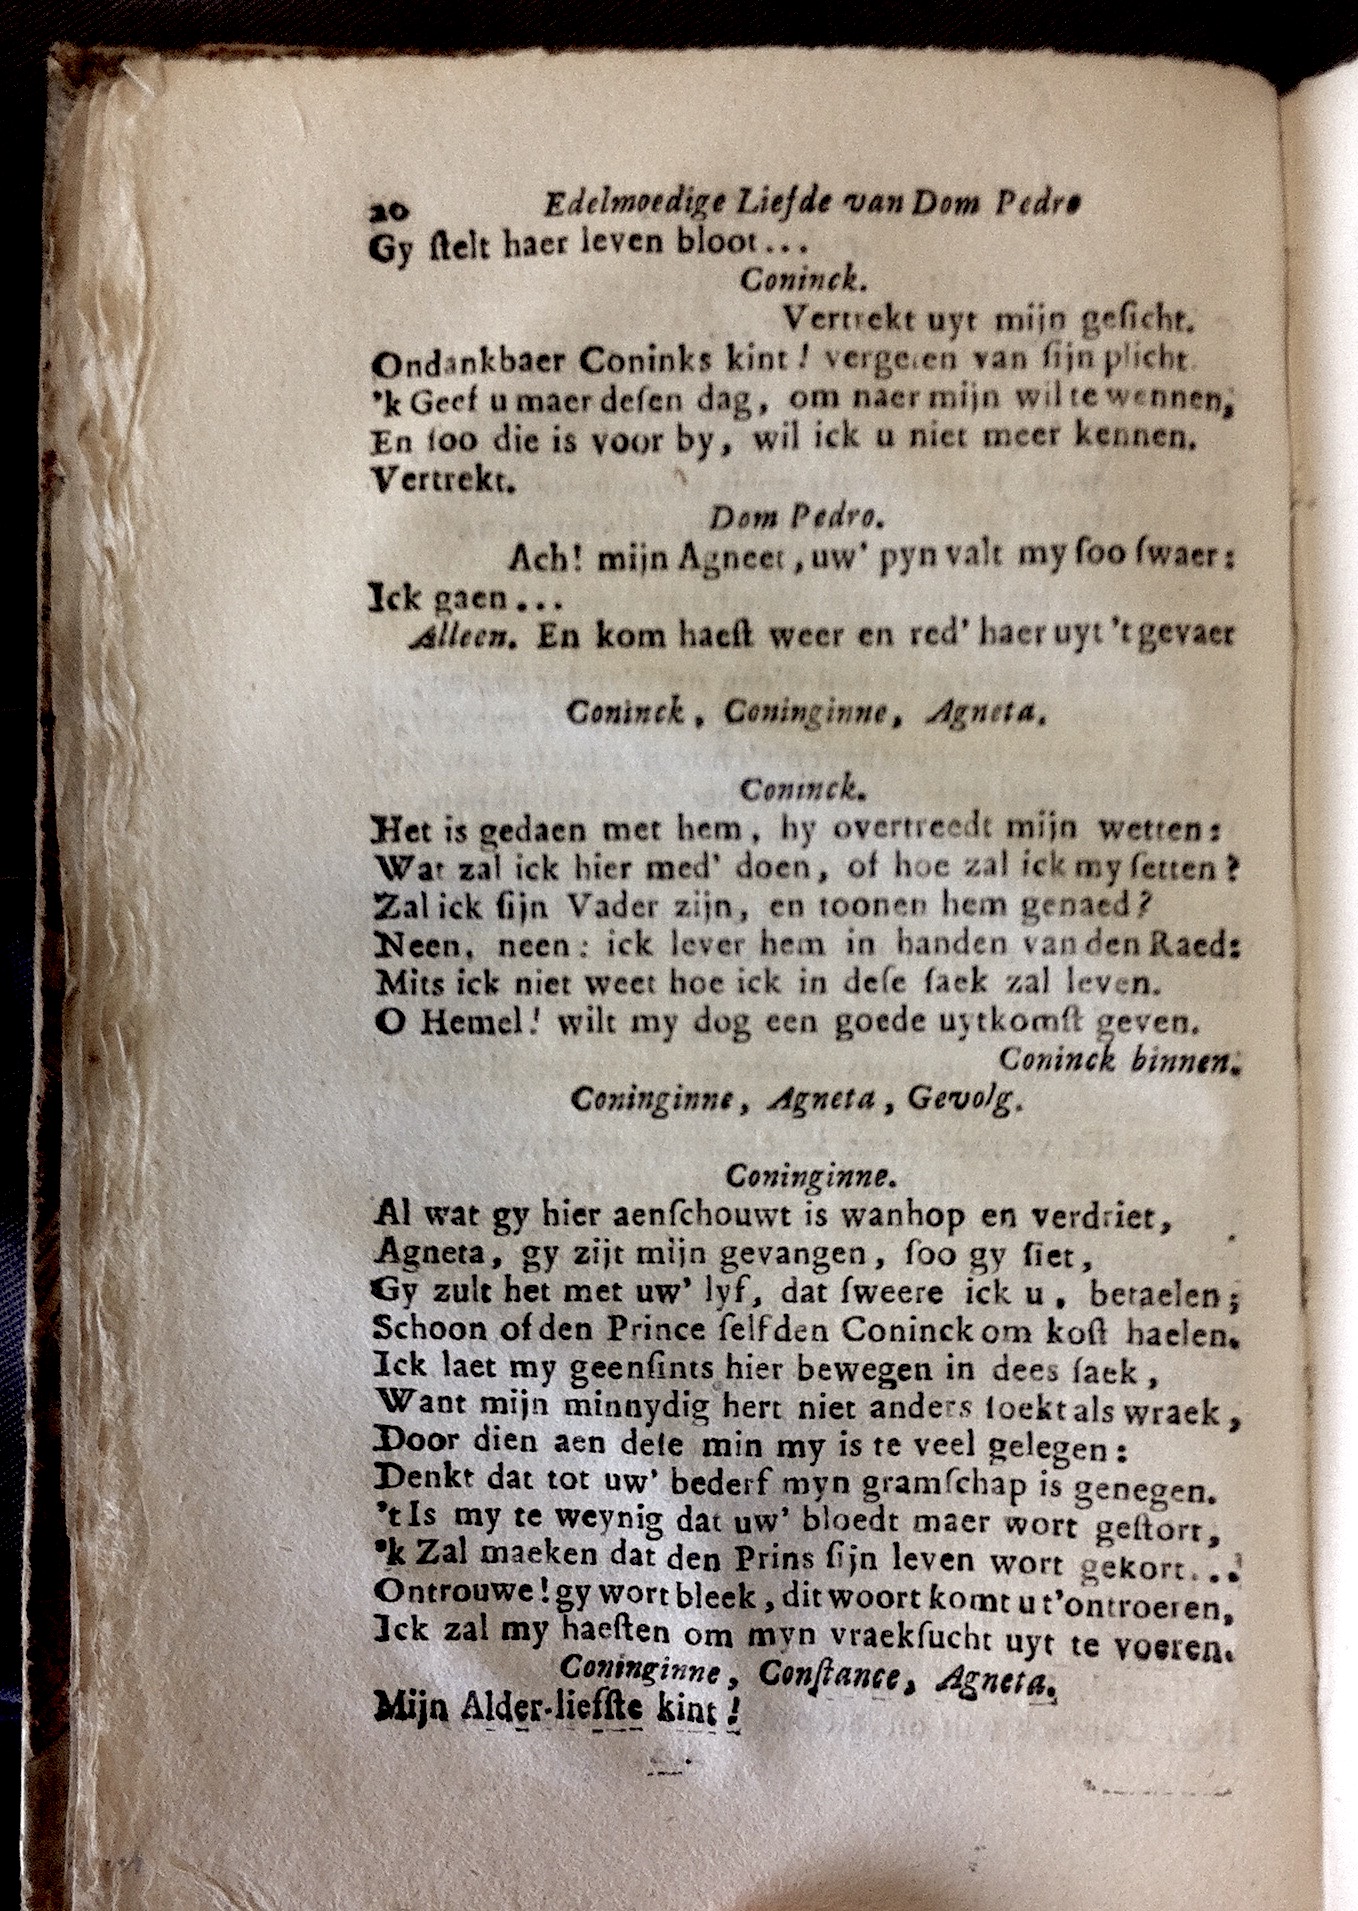 20 Edelmoedige Liefde van Dom Pedro
Gy ſtelt haer leven bloot...
Coninck.
Vertrekt uyt mijn geſicht.
Ondankbaer Coninks kint! vergeten van ſijn plicht.
'k Geef u maer deſen dag, om naer mijn wil te wennen,
En ſoo die is voor by, wil ick u niet meer kennen.
Vertrekt.
Dom Pedro.
Ach! mijn Agneet, uw' pyn valt my ſoo ſwaer:
Ick gaen...
Alleen. En kom haeſt weer en red' haer uyt 't gevaer
Coninck, Coninginne, Agneta.
Coninck.
Het is gedaen met hem, hy overtreedt mijn wetten:
Wat zal ick hier med' doen, of hoe zal ick my ſetten?
Zal ick ſijn Vader zijn, en toonen hem genaed?
Neen, neen: ick lever hem in handen van den Raed:
Mits ick niet weet hoe ick in deſe ſaek zal leven.
O Hemel! wilt my dog een goede uytkomſt geven.
Coninck binnen.
Coninginne, Agneta, Gevolg.
Coninginne.
Al wat gy hier aenſchouwt is wanhop en verdriet,
Agneta, gy zijt mijn gevangen, ſoo gy ſiet,
Gy zult het met uw' lyf, dat ſweere ick u, betaelen;
Schoon of den Prince ſelf den Coninck om koſt haelen.
Ick laet my geenſints hier bewegen in dees ſaek,
Want mijn minnydig hert niet anders ſoekt als wraek,
Door dien aen deſe min my is te veel gelegen:
Denkt dat tot uw' bederf myn gramſchap is genegen.
't Is my te weynig dat uw' bloedt maer wort geſtort,
'k Zal maeken dat den Prins ſijn leven wort gekort...
Ontrouwe! gy wort bleek, dit woort komt u t'ontroeren,
Ick zal my haeſten om myn vraekſucht uyt te voeren.
Coninginne, Conſtance, Agneta.
Mijn Alder-liefſte kint!